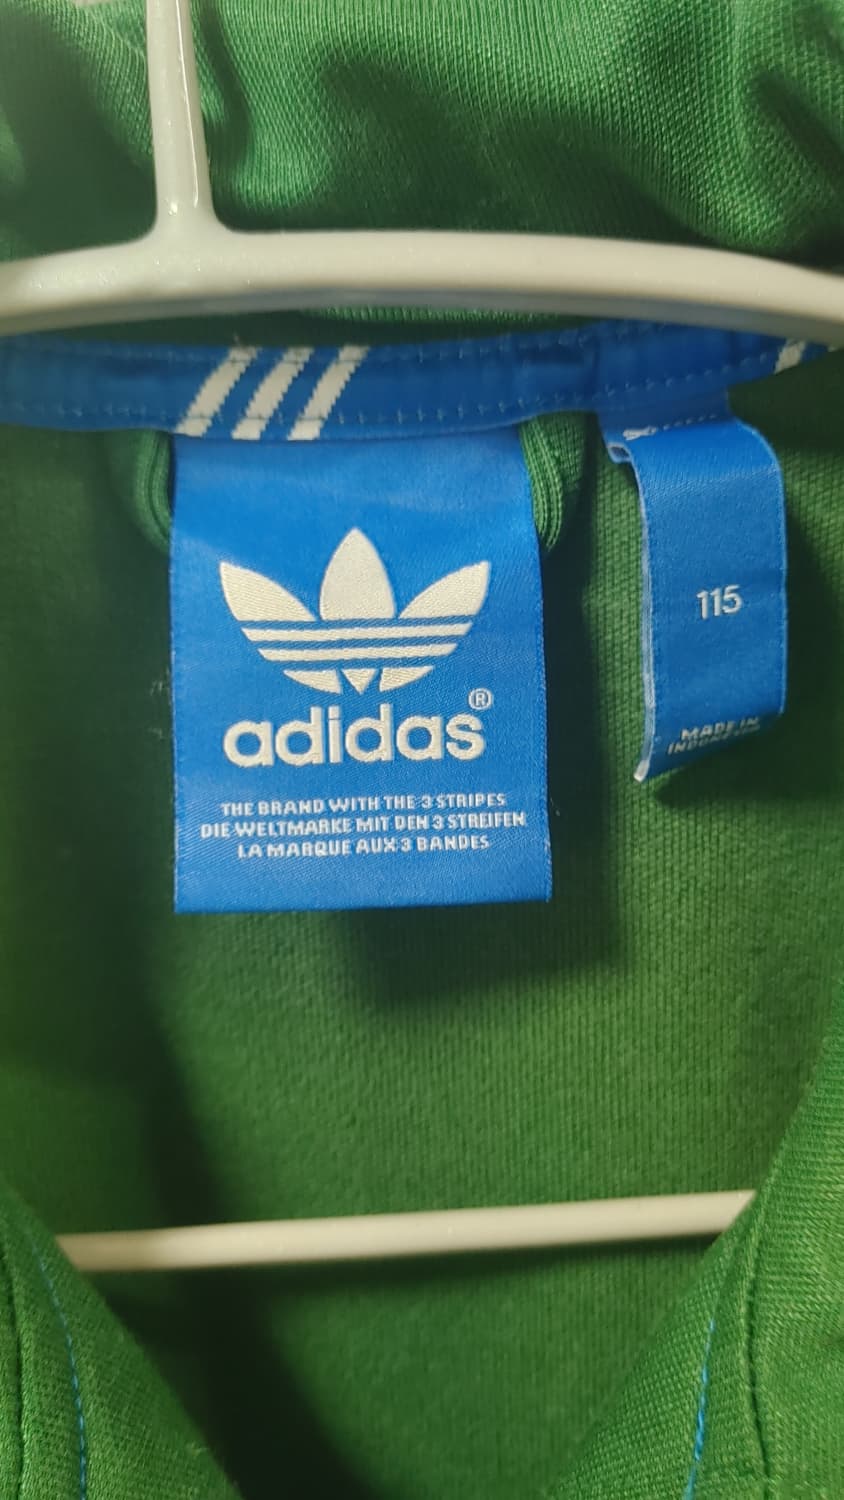 adidas®
THE BRAND WITH THE 3 STRIPES
DIE WELTMARKE MIT DEN 3 STREIFEN
LA MARQUE AUX 3 BANDES
115
MADE IN
INDONESIA